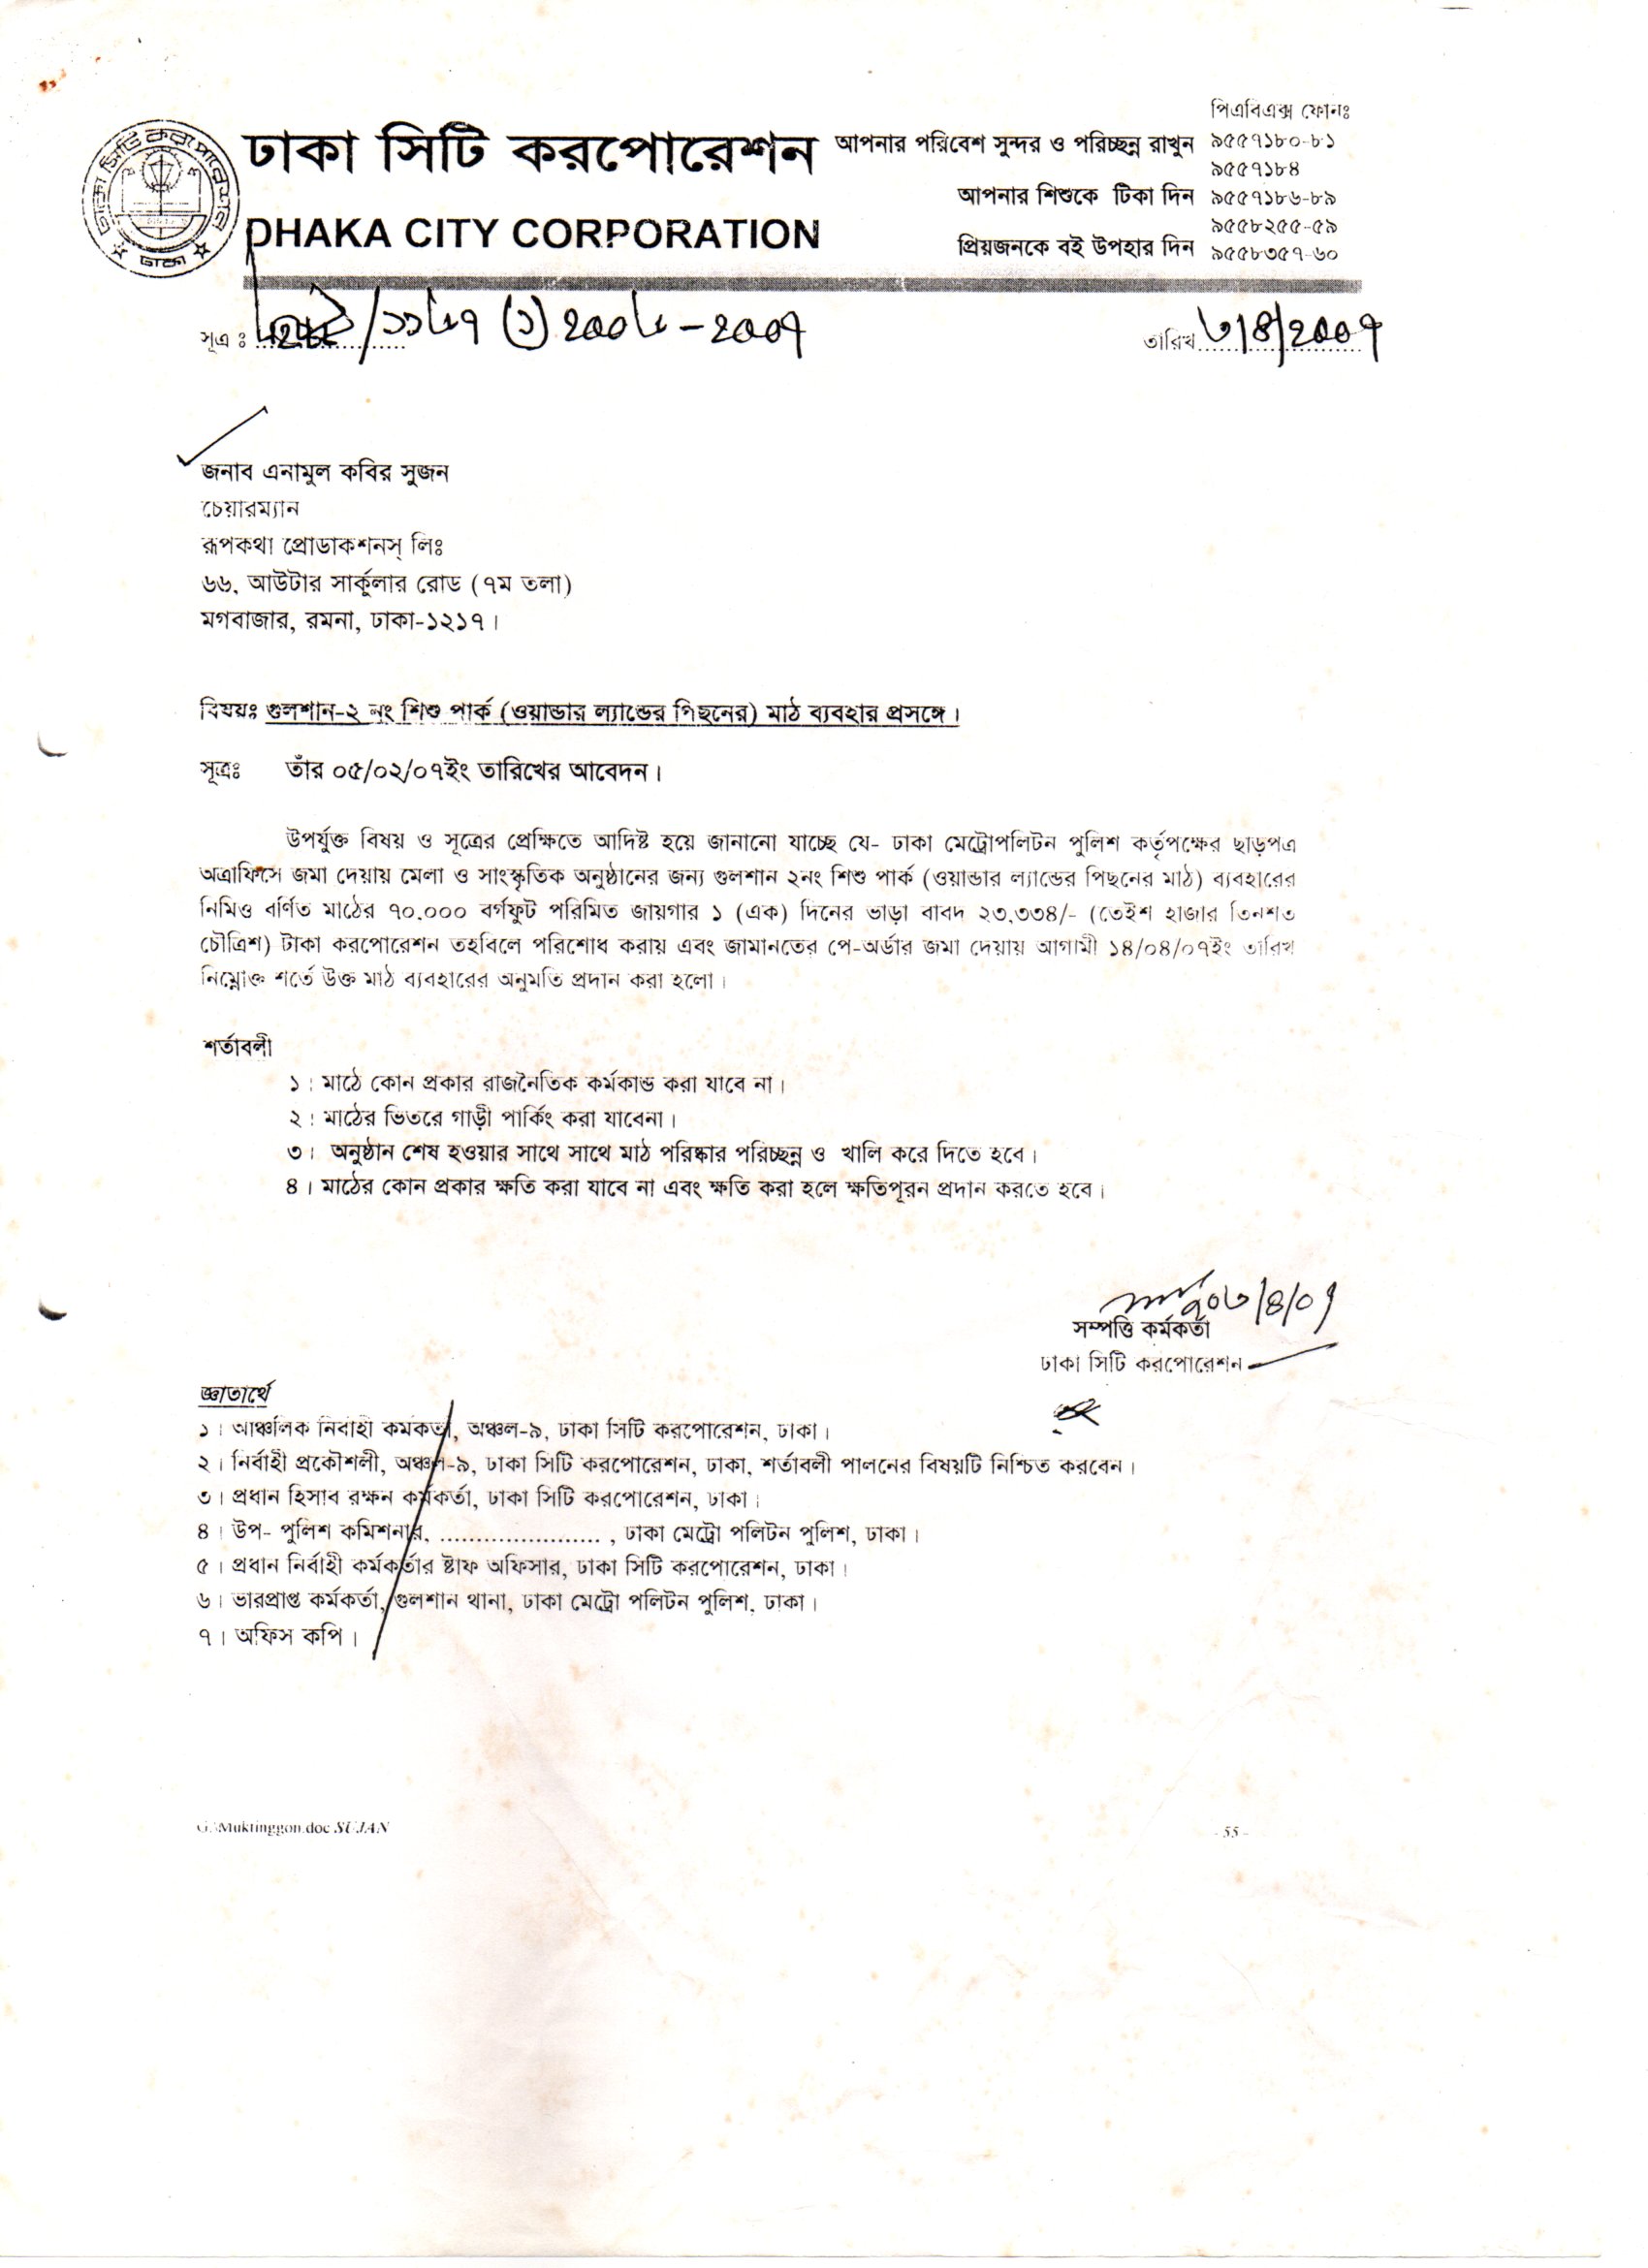 পিএবিএক্স ফোনঃ
ঢাকা সিটি করপোরেশন আপনার পরিবেশ সুন্দর ও পরিচ্ছন্ন রাখুন ৯৫৫৭১৮০-৮১
৯৫৫৭১৮৪
আপনার শিশুকে টিকা দিন ৯৫৫৭১৮৬-৮৯
৯৫৫৮২৫৫-৫৯
DHAKA CITY CORPORATION প্রিয়জনকে বই উপহার দিন ৯৫৫৮৩৫৭-৬০
ঢাকা সিটি করপোরেশন
ঢাকা
সূত্র ঃ (১) ২০০৬-২০০৭ তারিখ ৩/৪/২০০৭
জনাব এনামুল কবির সুজন
চেয়ারম্যান
রূপকথা প্রোডাকশনস্ লিঃ
৬৬, আউটার সার্কুলার রোড (৭ম তলা)
মগবাজার, রমনা, ঢাকা-১২১৭।
বিষয়ঃ গুলশান-২ নং শিশু পার্ক (ওয়ান্ডার ল্যান্ডের পিছনের) মাঠ ব্যবহার প্রসঙ্গে।
সূত্রঃ তাঁর ০৫/০২/০৭ইং তারিখের আবেদন।
উপর্যুক্ত বিষয় ও সূত্রের প্রেক্ষিতে আদিষ্ট হয়ে জানানো যাচ্ছে যে- ঢাকা মেট্রোপলিটন পুলিশ কর্তৃপক্ষের ছাড়পত্র
অত্রাফিসে জমা দেয়ায় মেলা ও সাংস্কৃতিক অনুষ্ঠানের জন্য গুলশান ২নং শিশু পার্ক (ওয়ান্ডার ল্যান্ডের পিছনের মাঠ) ব্যবহারের
নিমিত্ত বর্ণিত মাঠের ৭০,০০০ বর্গফুট পরিমিত জায়গার ১ (এক) দিনের ভাড়া বাবদ ২৩,৩৩৪/- (তেইশ হাজার তিনশত
চৌত্রিশ) টাকা করপোরেশন তহবিলে পরিশোধ করায় এবং জামানতের পে-অর্ডার জমা দেয়ায় আগামী ১৪/০৪/০৭ইং তারিখ
নিম্নোক্ত শর্তে উক্ত মাঠ ব্যবহারের অনুমতি প্রদান করা হলো।
শর্তাবলী
১। মাঠে কোন প্রকার রাজনৈতিক কর্মকান্ড করা যাবে না।
২। মাঠের ভিতরে গাড়ী পার্কিং করা যাবেনা।
৩। অনুষ্ঠান শেষ হওয়ার সাথে সাথে মাঠ পরিষ্কার পরিচ্ছন্ন ও খালি করে দিতে হবে।
৪। মাঠের কোন প্রকার ক্ষতি করা যাবে না এবং ক্ষতি করা হলে ক্ষতিপূরন প্রদান করতে হবে।
০৩/৪/০৭
সম্পত্তি কর্মকর্তা
ঢাকা সিটি করপোরেশন
জ্ঞাতার্থে
১। আঞ্চলিক নির্বাহী কর্মকর্তা, অঞ্চল-৯, ঢাকা সিটি করপোরেশন, ঢাকা।
২। নির্বাহী প্রকৌশলী, অঞ্চল-৯, ঢাকা সিটি করপোরেশন, ঢাকা, শর্তাবলী পালনের বিষয়টি নিশ্চিত করবেন।
৩। প্রধান হিসাব রক্ষন কর্মকর্তা, ঢাকা সিটি করপোরেশন, ঢাকা।
৪। উপ- পুলিশ কমিশনার, ....................... , ঢাকা মেট্রো পলিটন পুলিশ, ঢাকা।
৫। প্রধান নির্বাহী কর্মকর্তার ষ্টাফ অফিসার, ঢাকা সিটি করপোরেশন, ঢাকা।
৬। ভারপ্রাপ্ত কর্মকর্তা, গুলশান থানা, ঢাকা মেট্রো পলিটন পুলিশ, ঢাকা।
৭। অফিস কপি।
G:\Muktinggon.doc SUJAN - 55 -